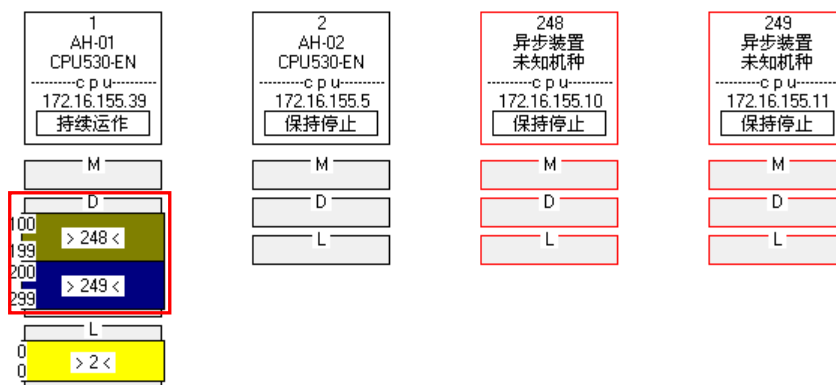 1
AH-01
CPU530-EN
--------c p u--------
172.16.155.39
持续运作
M
D
100
> 248 <
199
200
> 249 <
299
L
0
> 2 <
0
2
AH-02
CPU530-EN
--------c p u--------
172.16.155.5
保持停止
M
D
L
248
异步装置
未知机种
--------c p u--------
172.16.155.10
保持停止
M
D
L
249
异步装置
未知机种
--------c p u--------
172.16.155.11
保持停止
M
D
L